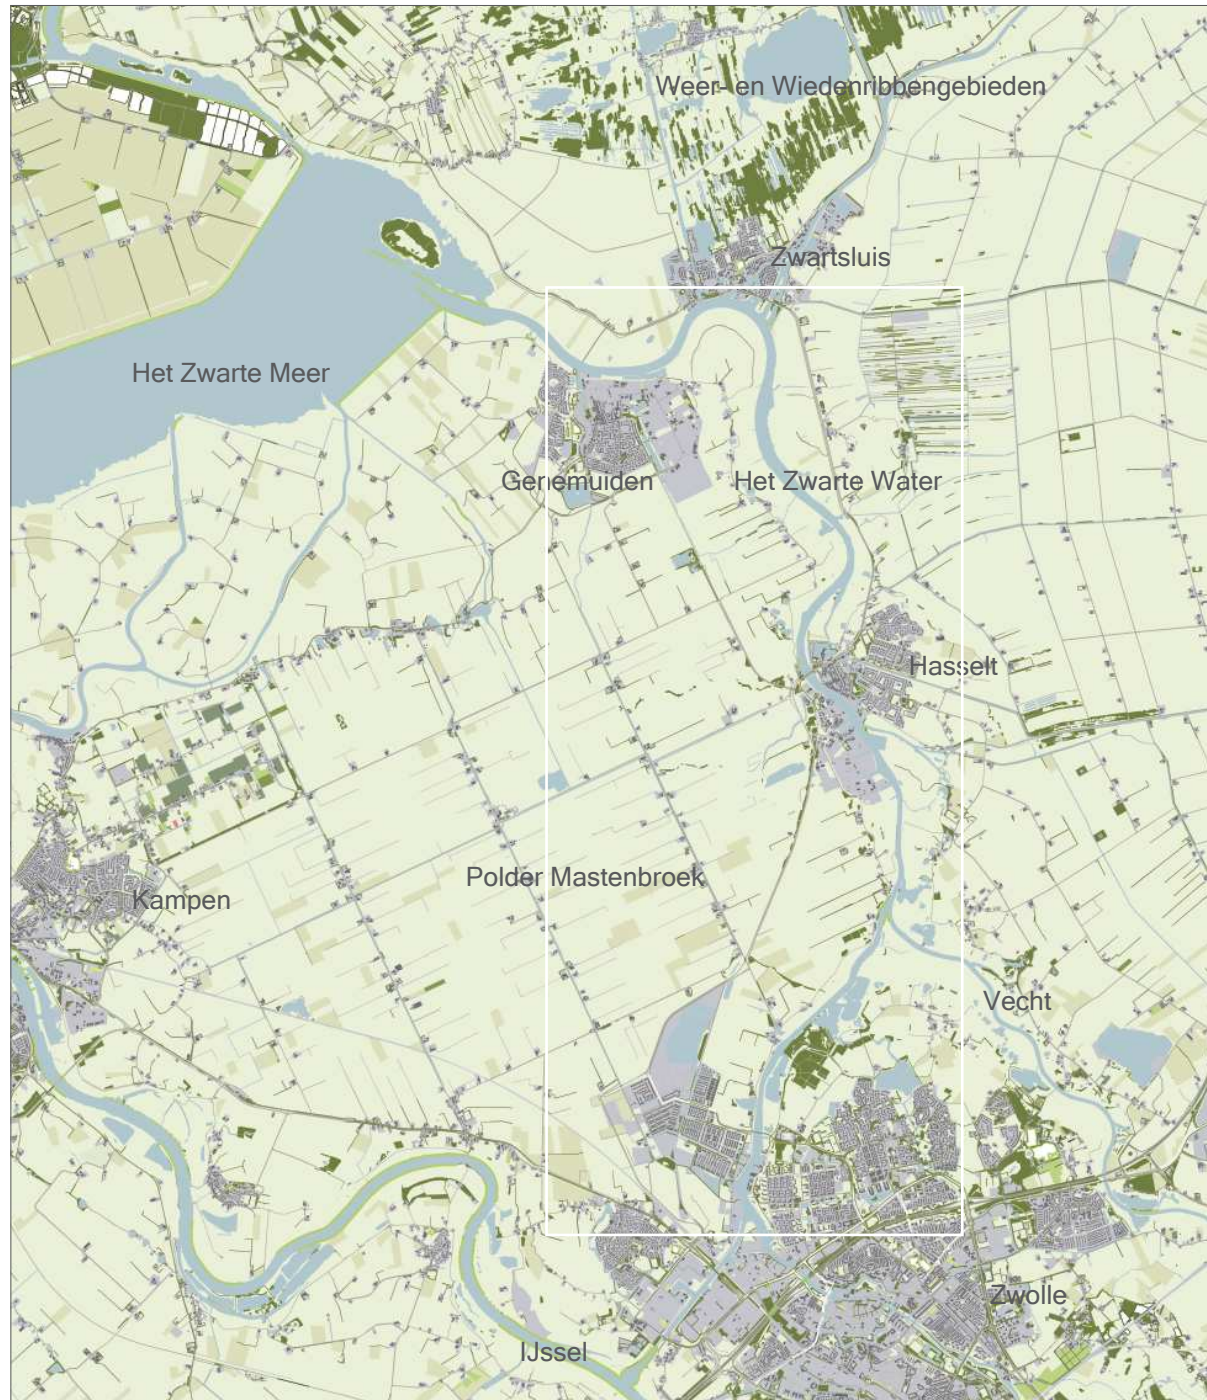 Weer- en Wiedenribbengebieden
Zwartsluis
Het Zwarte Meer
Genemuiden
Het Zwarte Water
Hasselt
Polder Mastenbroek
Kampen
Vecht
Zwolle
IJssel